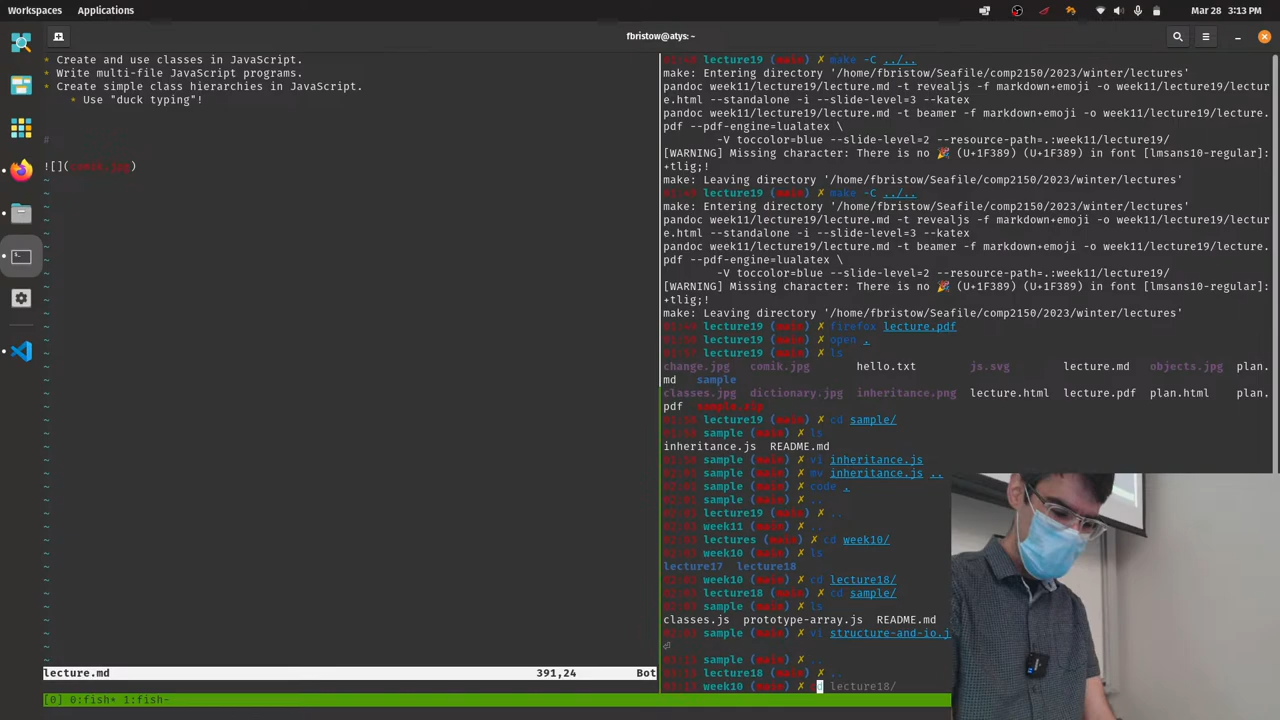 Workspaces Applications Mar 28 3:13 PM
fbristow@atys: ~
* Create and use classes in JavaScript.
* Write multi-file JavaScript programs.
* Create simple class hierarchies in JavaScript.
* Use "duck typing"!
#
![](comik.jpg)
lecture.md 391,24 Bot
[0] 0:fish* 1:fish-
lecture19 (main) ✗ make -C ../..
make: Entering directory '/home/fbristow/Seafile/comp2150/2023/winter/lectures'
pandoc week11/lecture19/lecture.md -t revealjs -f markdown+emoji -o week11/lecture19/lectur
e.html --standalone -i --slide-level=3 --katex
pandoc week11/lecture19/lecture.md -t beamer -f markdown+emoji -o week11/lecture19/lecture.
pdf --pdf-engine=lualatex \
-V toccolor=blue --slide-level=2 --resource-path=.:week11/lecture19/
[WARNING] Missing character: There is no 🎉 (U+1F389) (U+1F389) in font [lmsans10-regular]:
+tlig;!
make: Leaving directory '/home/fbristow/Seafile/comp2150/2023/winter/lectures'
lecture19 (main) ✗ make -C ../..
make: Entering directory '/home/fbristow/Seafile/comp2150/2023/winter/lectures'
pandoc week11/lecture19/lecture.md -t revealjs -f markdown+emoji -o week11/lecture19/lectur
e.html --standalone -i --slide-level=3 --katex
pandoc week11/lecture19/lecture.md -t beamer -f markdown+emoji -o week11/lecture19/lecture.
pdf --pdf-engine=lualatex \
-V toccolor=blue --slide-level=2 --resource-path=.:week11/lecture19/
[WARNING] Missing character: There is no 🎉 (U+1F389) (U+1F389) in font [lmsans10-regular]:
+tlig;!
make: Leaving directory '/home/fbristow/Seafile/comp2150/2023/winter/lectures'
lecture19 (main) ✗ firefox lecture.pdf
lecture19 (main) ✗ open .
lecture19 (main) ✗ ls
change.jpg comik.jpg hello.txt js.svg lecture.md objects.jpg plan.
md sample
classes.jpg dictionary.jpg inheritance.png lecture.html lecture.pdf plan.html plan.
pdf sample.zip
lecture19 (main) ✗ cd sample/
sample (main) ✗ ls
inheritance.js README.md
sample (main) ✗ vi inheritance.js
sample (main) ✗ mv inheritance.js ..
sample (main) ✗ code .
sample (main) ✗ ..
lecture19 (main) ✗ ..
week11 (main) ✗ ..
lectures (main) ✗ cd week10/
week10 (main) ✗ ls
lecture17 lecture18
week10 (main) ✗ cd lecture18/
lecture18 (main) ✗ cd sample/
sample (main) ✗ ls
classes.js prototype-array.js README.md
sample (main) ✗ vi structure-and-io.j
sample (main) ✗ ..
lecture18 (main) ✗ ..
week10 (main) ✗ lecture18/